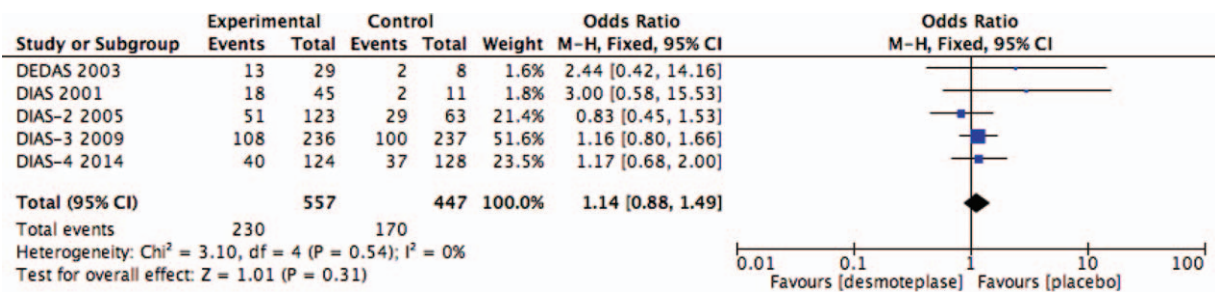 Experimental Control Odds Ratio Odds Ratio
Study or Subgroup Events Total Events Total Weight M-H, Fixed, 95% CI M-H, Fixed, 95% CI
DEDAS 2003 13 29 2 8 1.6% 2.44 [0.42, 14.16]
DIAS 2001 18 45 2 11 1.8% 3.00 [0.58, 15.53]
DIAS-2 2005 51 123 29 63 21.4% 0.83 [0.45, 1.53]
DIAS-3 2009 108 236 100 237 51.6% 1.16 [0.80, 1.66]
DIAS-4 2014 40 124 37 128 23.5% 1.17 [0.68, 2.00]
Total (95% CI) 557 447 100.0% 1.14 [0.88, 1.49]
Total events 230 170
Heterogeneity: Chi² = 3.10, df = 4 (P = 0.54); I² = 0%
Test for overall effect: Z = 1.01 (P = 0.31)
0.01 0.1 1 10 100
Favours [desmoteplase] Favours [placebo]